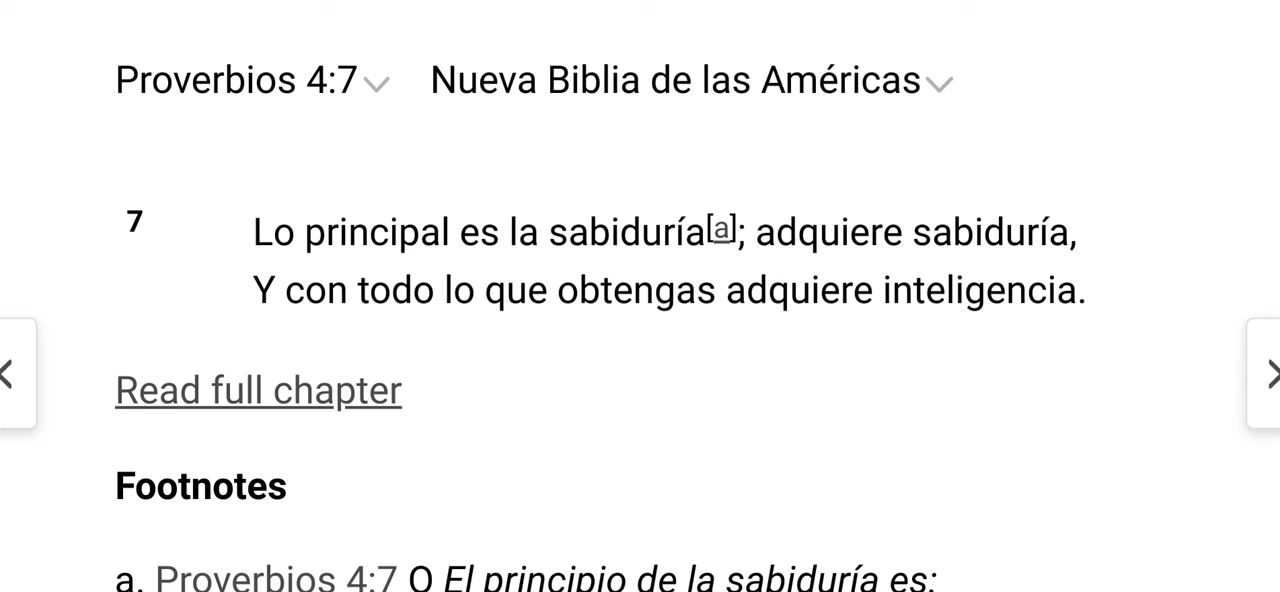 Proverbios 4:7 Nueva Biblia de las Américas
7 Lo principal es la sabiduría[a]; adquiere sabiduría,
Y con todo lo que obtengas adquiere inteligencia.
Read full chapter
Footnotes
a. Proverbios 4:7 O El principio de la sabiduría es: